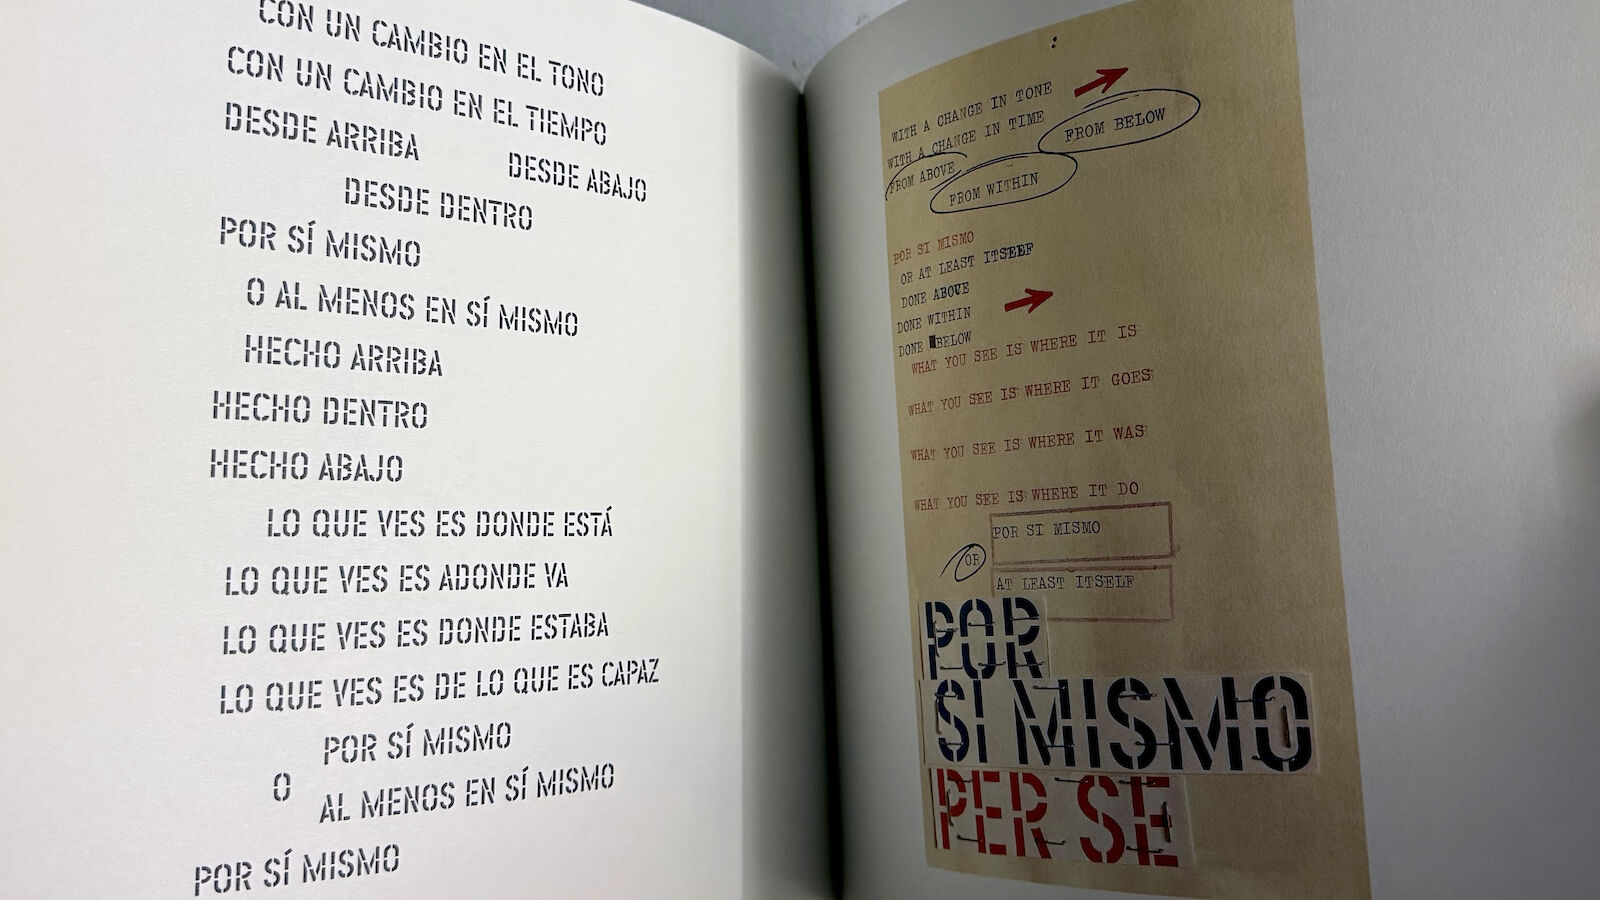 CON UN CAMBIO EN EL TONO
CON UN CAMBIO EN EL TIEMPO
DESDE ARRIBA
DESDE ABAJO
DESDE DENTRO
POR SÍ MISMO
O AL MENOS EN SÍ MISMO
HECHO ARRIBA
HECHO DENTRO
HECHO ABAJO
LO QUE VES ES DONDE ESTÁ
LO QUE VES ES ADONDE VA
LO QUE VES ES DONDE ESTABA
LO QUE VES ES DE LO QUE ES CAPAZ
POR SÍ MISMO
O
AL MENOS EN SÍ MISMO
POR SÍ MISMO
WITH A CHANGE IN TONE
WITH A CHANGE IN TIME
FROM BELOW
FROM ABOVE
FROM WITHIN
POR SI MISMO
OR AT LEAST ITSELF
DONE ABOVE
DONE WITHIN
DONE BELOW
WHAT YOU SEE IS WHERE IT IS
WHAT YOU SEE IS WHERE IT GOES
WHAT YOU SEE IS WHERE IT WAS
WHAT YOU SEE IS WHERE IT DO
POR SI MISMO
OR
AT LEAST ITSELF
POR
SI MISMO
PER SE